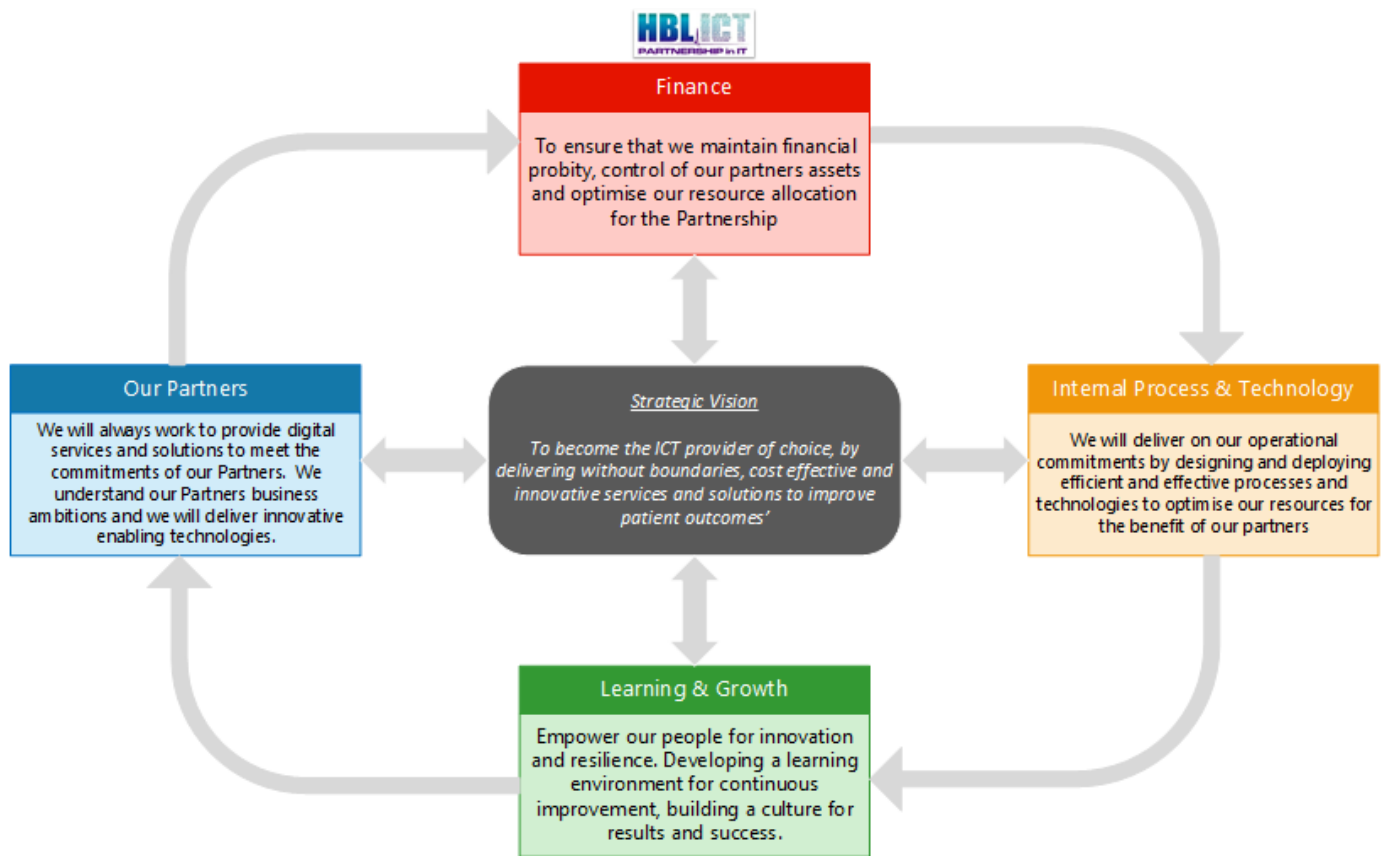 HBL ICT
PARTNERSHIP in IT
Finance
To ensure that we maintain financial
probity, control of our partners assets
and optimise our resource allocation
for the Partnership
Our Partners
We will always work to provide digital
services and solutions to meet the
commitments of our Partners. We
understand our Partners business
ambitions and we will deliver innovative
enabling technologies.
Strategic Vision
To become the ICT provider of choice, by
delivering without boundaries, cost effective and
innovative services and solutions to improve
patient outcomes’
Internal Process & Technology
We will deliver on our operational
commitments by designing and deploying
efficient and effective processes and
technologies to optimise our resources for
the benefit of our partners
Learning & Growth
Empower our people for innovation
and resilience. Developing a learning
environment for continuous
improvement, building a culture for
results and success.